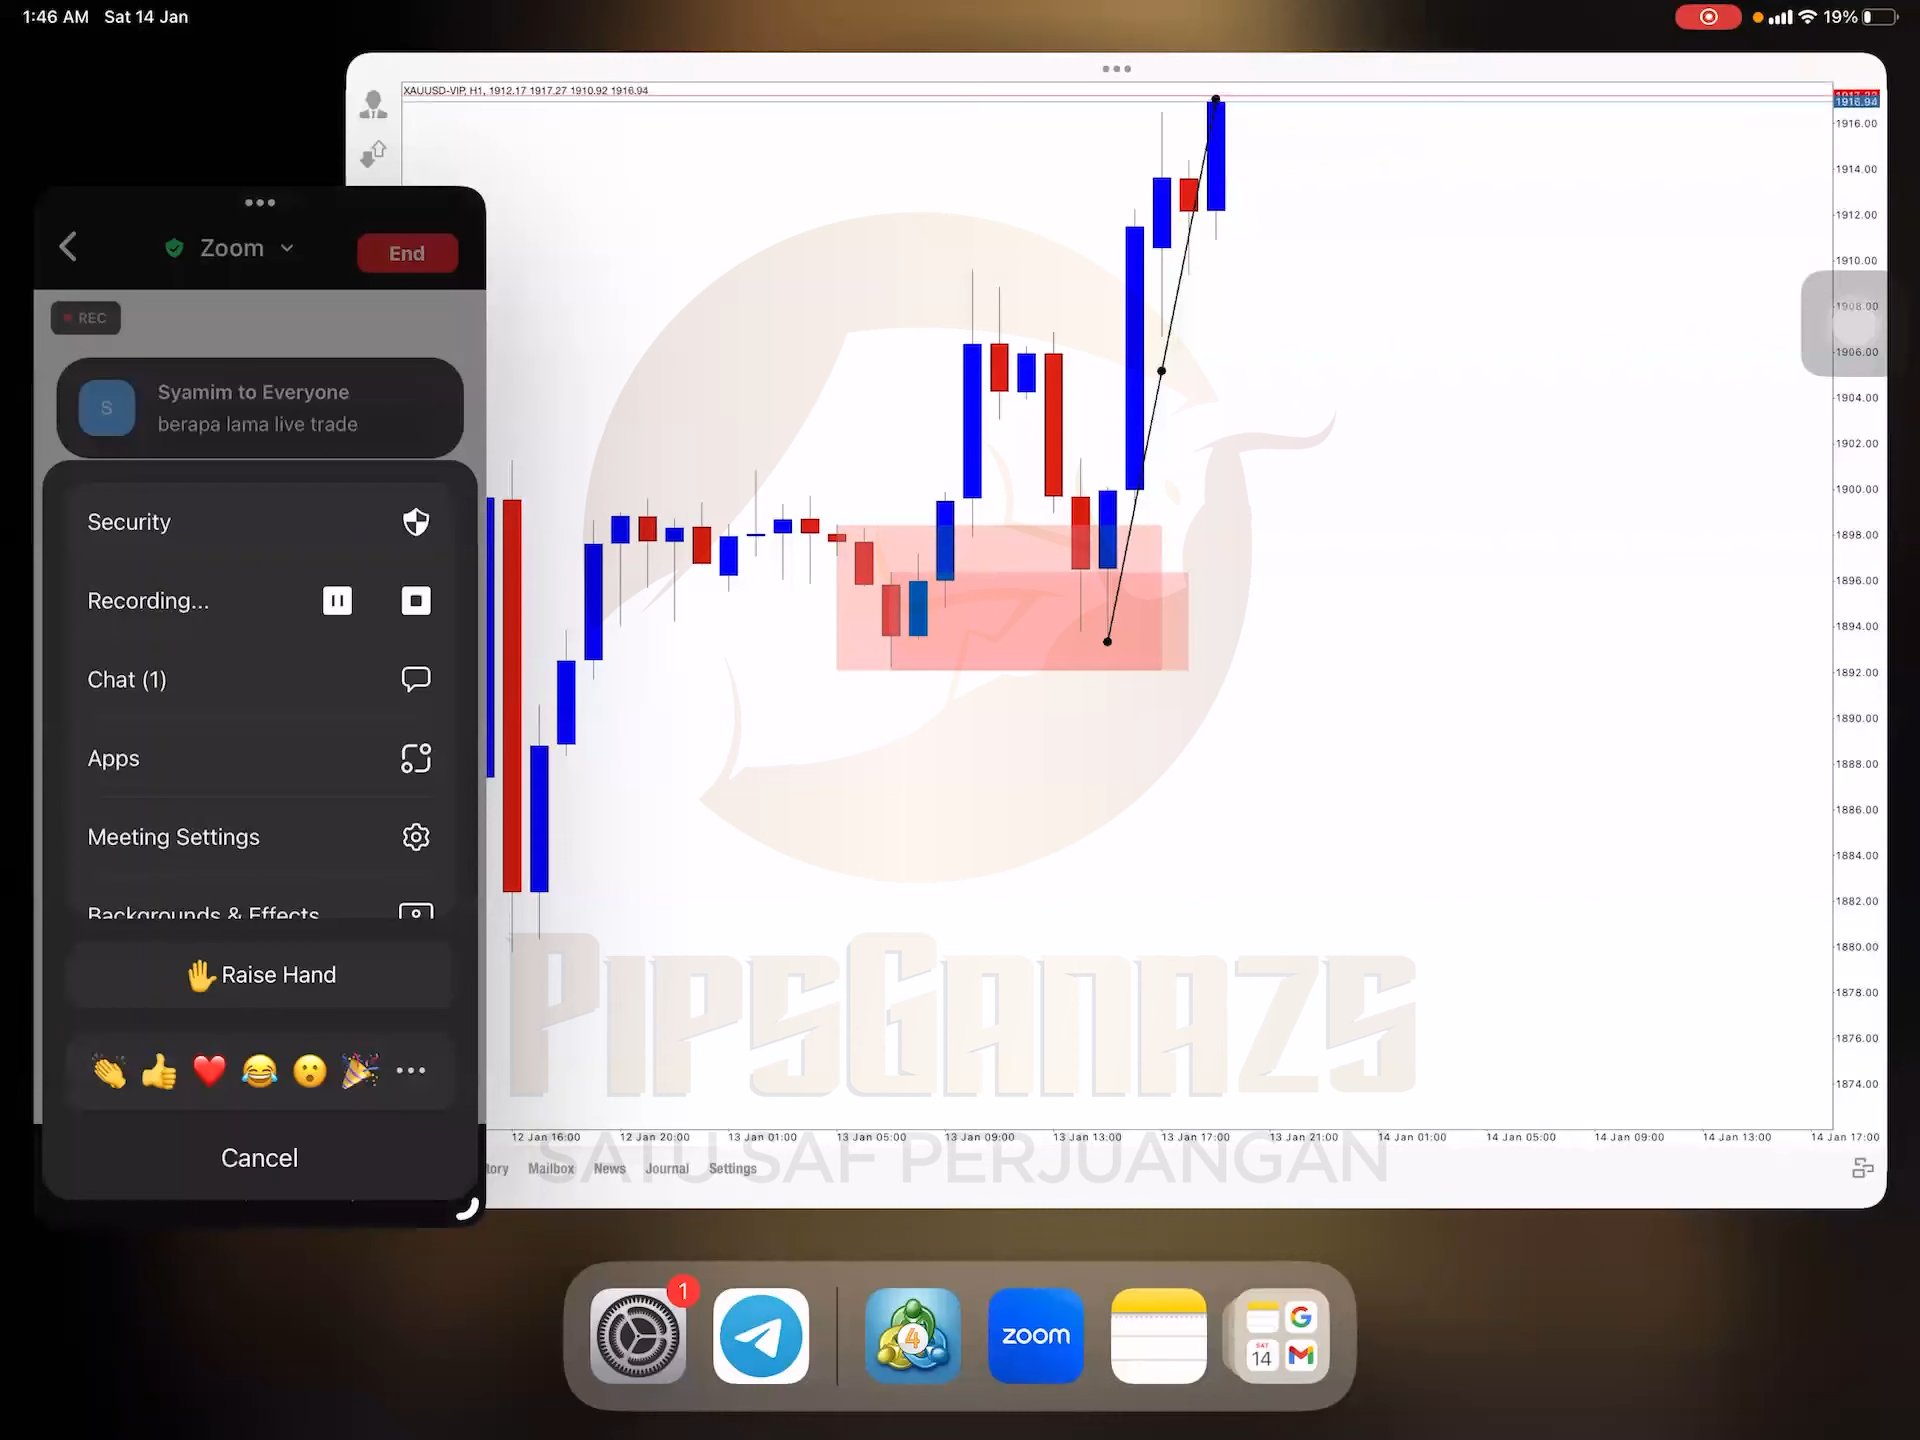 1:46 AM Sat 14 Jan
19%
XAUUSD-VIP, H1, 1912.17 1917.27 1910.92 1916.94
1916.94
1916.00
1914.00
1912.00
1910.00
1908.00
1906.00
1904.00
1902.00
1900.00
1898.00
1896.00
1894.00
1892.00
1890.00
1888.00
1886.00
1884.00
1882.00
1880.00
1878.00
1876.00
1874.00
Zoom
End
REC
S
Syamim to Everyone
berapa lama live trade
Security
Recording...
Chat (1)
Apps
Meeting Settings
Backgrounds & Effects
Raise Hand
Cancel
PIPSGANAZS
SATU SAF PERJUANGAN
12 Jan 16:00 12 Jan 20:00 13 Jan 01:00 13 Jan 05:00 13 Jan 09:00 13 Jan 13:00 13 Jan 17:00 13 Jan 21:00 14 Jan 01:00 14 Jan 05:00 14 Jan 09:00 14 Jan 13:00 14 Jan 17:00
tory Mailbox News Journal Settings
1
4
zoom
SAT
14
G